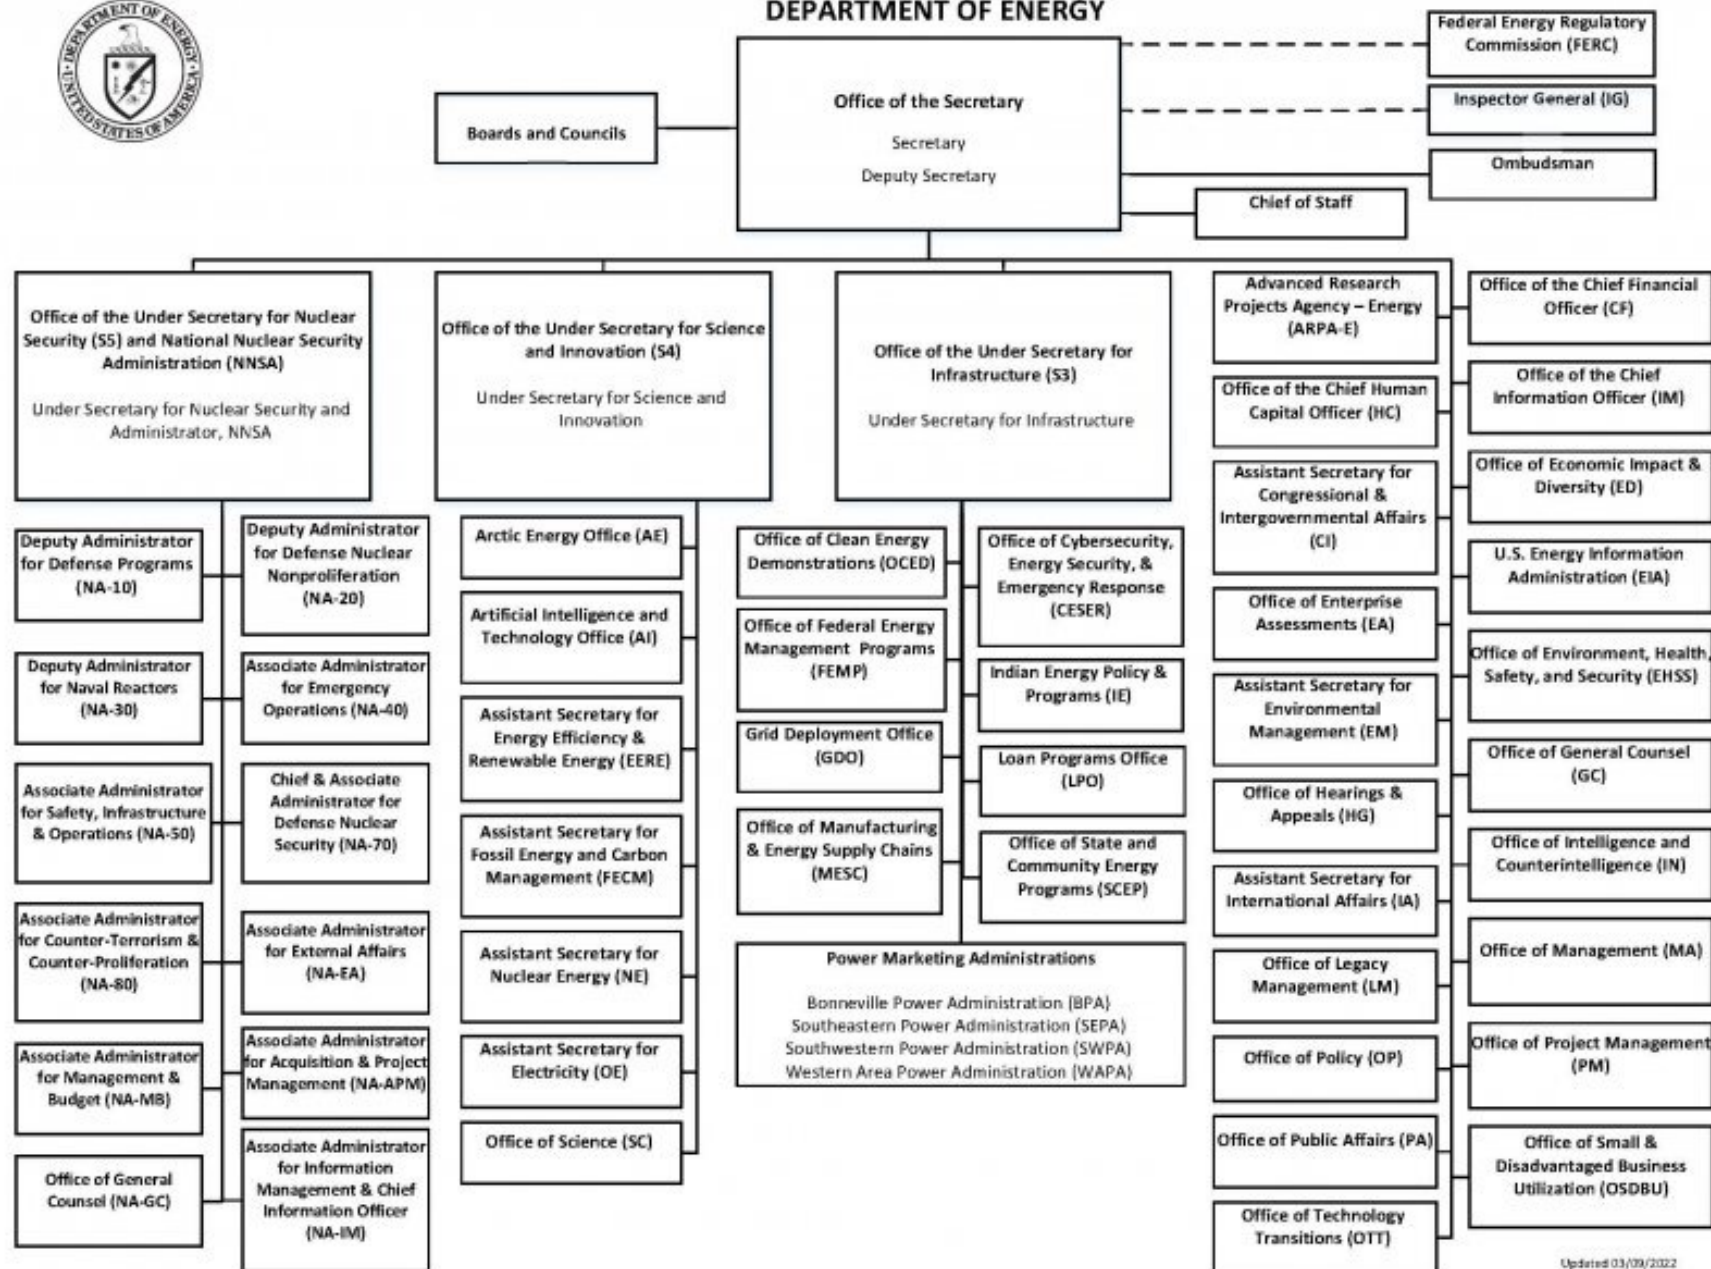 DEPARTMENT OF ENERGY
DEPARTMENT OF ENERGY
UNITED STATES OF AMERICA
Federal Energy Regulatory
Commission (FERC)
Inspector General (IG)
Ombudsman
Chief of Staff
Boards and Councils
Office of the Secretary
Secretary
Deputy Secretary
Office of the Under Secretary for Nuclear
Security (S5) and National Nuclear Security
Administration (NNSA)
Under Secretary for Nuclear Security and
Administrator, NNSA
Deputy Administrator
for Defense Programs
(NA-10)
Deputy Administrator
for Defense Nuclear
Nonproliferation
(NA-20)
Deputy Administrator
for Naval Reactors
(NA-30)
Associate Administrator
for Emergency
Operations (NA-40)
Associate Administrator
for Safety, Infrastructure
& Operations (NA-50)
Chief & Associate
Administrator for
Defense Nuclear
Security (NA-70)
Associate Administrator
for Counter-Terrorism &
Counter-Proliferation
(NA-80)
Associate Administrator
for External Affairs
(NA-EA)
Associate Administrator
for Management &
Budget (NA-MB)
Associate Administrator
for Acquisition & Project
Management (NA-APM)
Office of General
Counsel (NA-GC)
Associate Administrator
for Information
Management & Chief
Information Officer
(NA-IM)
Office of the Under Secretary for Science
and Innovation (S4)
Under Secretary for Science and
Innovation
Arctic Energy Office (AE)
Artificial Intelligence and
Technology Office (AI)
Assistant Secretary for
Energy Efficiency &
Renewable Energy (EERE)
Assistant Secretary for
Fossil Energy and Carbon
Management (FECM)
Assistant Secretary for
Nuclear Energy (NE)
Assistant Secretary for
Electricity (OE)
Office of Science (SC)
Office of the Under Secretary for
Infrastructure (S3)
Under Secretary for Infrastructure
Office of Clean Energy
Demonstrations (OCED)
Office of Cybersecurity,
Energy Security, &
Emergency Response
(CESER)
Office of Federal Energy
Management Programs
(FEMP)
Indian Energy Policy &
Programs (IE)
Grid Deployment Office
(GDO)
Loan Programs Office
(LPO)
Office of Manufacturing
& Energy Supply Chains
(MESC)
Office of State and
Community Energy
Programs (SCEP)
Power Marketing Administrations
Bonneville Power Administration (BPA)
Southeastern Power Administration (SEPA)
Southwestern Power Administration (SWPA)
Western Area Power Administration (WAPA)
Advanced Research
Projects Agency – Energy
(ARPA-E)
Office of the Chief Financial
Officer (CF)
Office of the Chief Human
Capital Officer (HC)
Office of the Chief
Information Officer (IM)
Assistant Secretary for
Congressional &
Intergovernmental Affairs
(CI)
Office of Economic Impact &
Diversity (ED)
U.S. Energy Information
Administration (EIA)
Office of Enterprise
Assessments (EA)
Office of Environment, Health,
Safety, and Security (EHSS)
Assistant Secretary for
Environmental
Management (EM)
Office of General Counsel
(GC)
Office of Hearings &
Appeals (HG)
Office of Intelligence and
Counterintelligence (IN)
Assistant Secretary for
International Affairs (IA)
Office of Management (MA)
Office of Legacy
Management (LM)
Office of Project Management
(PM)
Office of Policy (OP)
Office of Public Affairs (PA)
Office of Small &
Disadvantaged Business
Utilization (OSDBU)
Office of Technology
Transitions (OTT)
Updated 03/09/2022